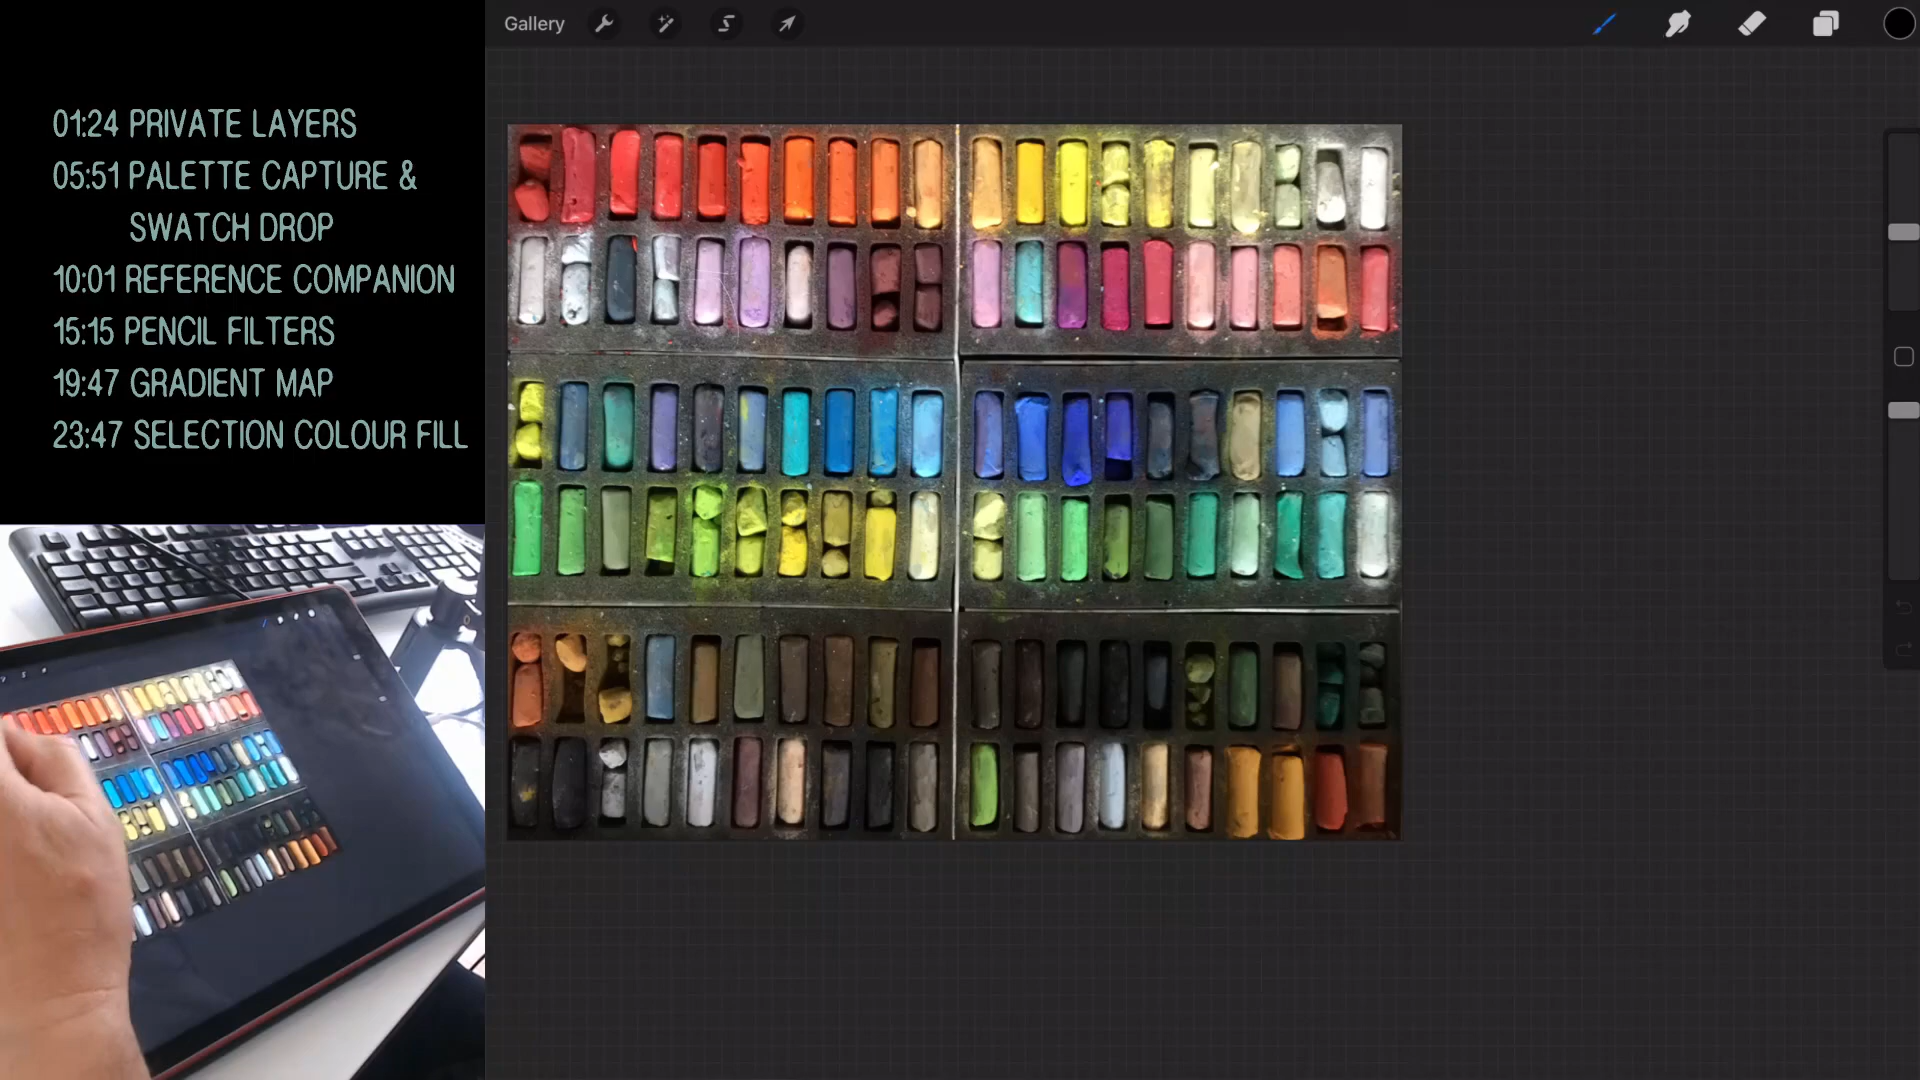 01:24 PRIVATE LAYERS
05:51 PALETTE CAPTURE &
SWATCH DROP
10:01 REFERENCE COMPANION
15:15 PENCIL FILTERS
19:47 GRADIENT MAP
23:47 SELECTION COLOUR FILL
Gallery